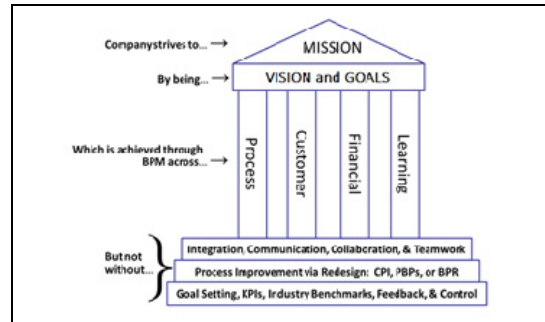 Company strives to...
MISSION
By being...
VISION and GOALS
Which is achieved through
BPM across...
Process
Customer
Financial
Learning
But not
without...
Integration, Communication, Collaboration, & Teamwork
Process Improvement via Redesign: CPI, PBPs, or BPR
Goal Setting, KPIs, Industry Benchmarks, Feedback, & Control